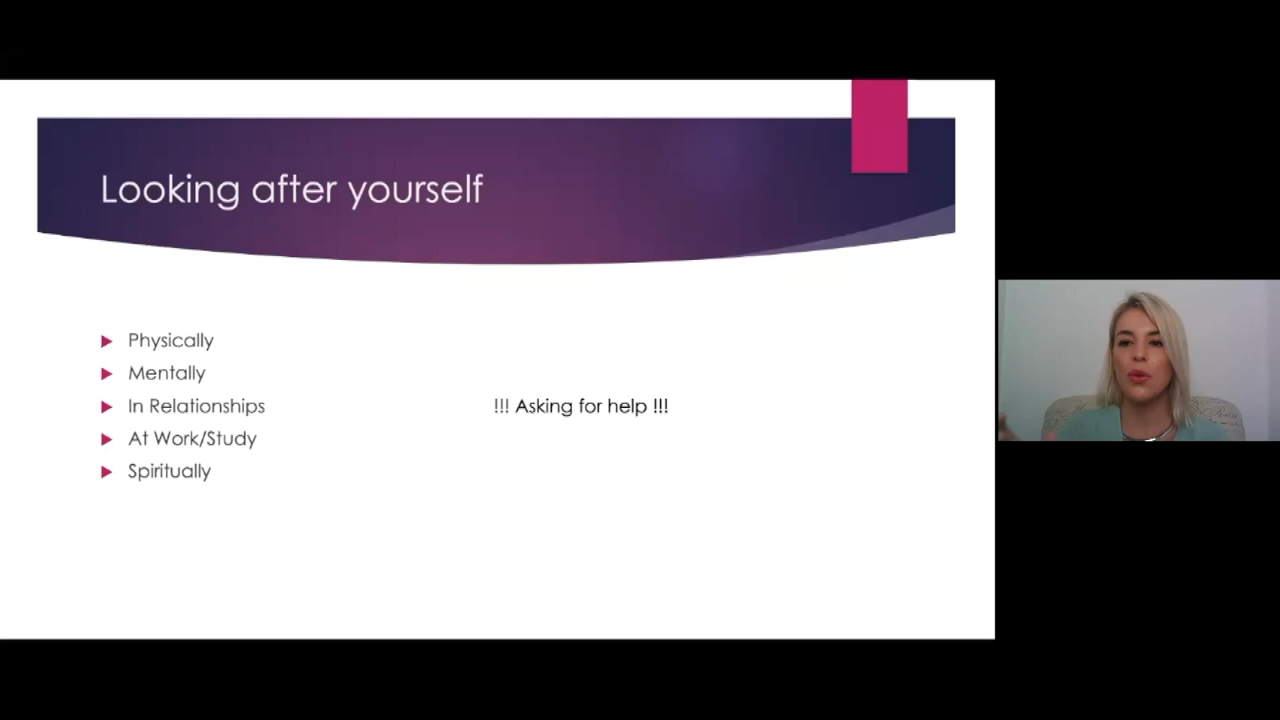 Looking after yourself
Physically
Mentally
In Relationships
!!! Asking for help !!!
At Work/Study
Spiritually